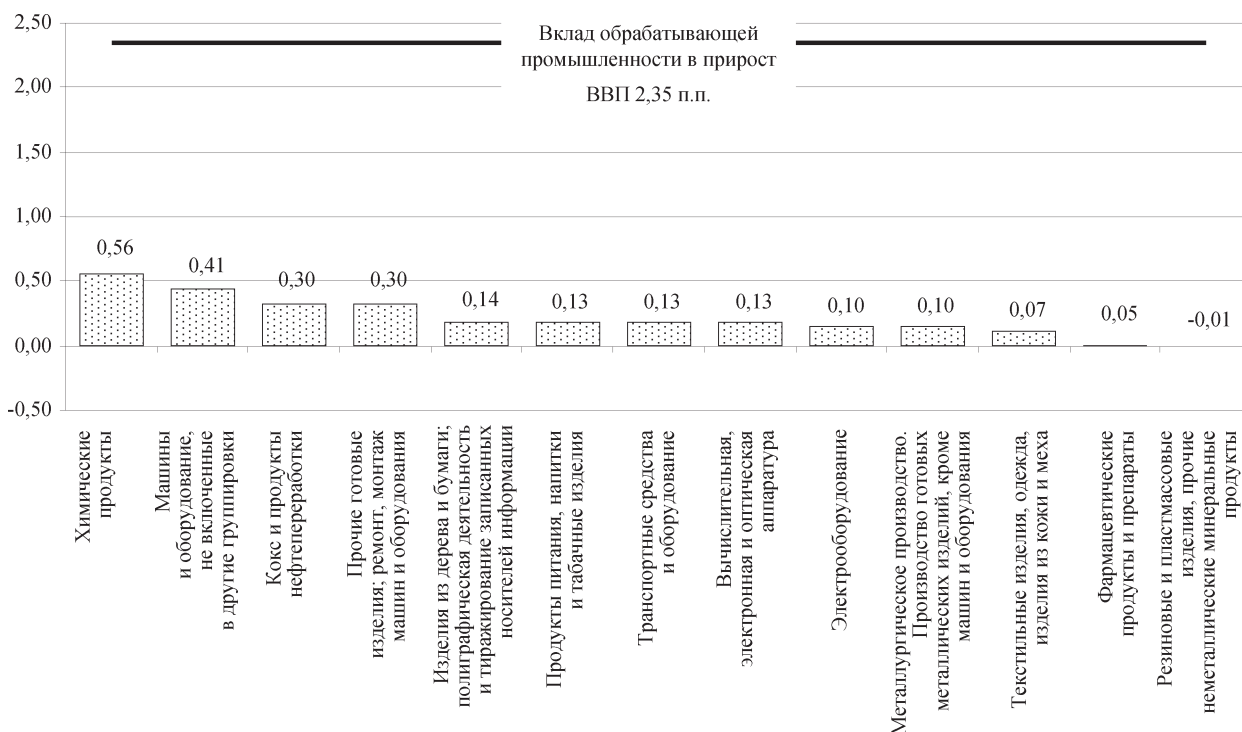 2,50
2,00
1,50
1,00
0,50
0,00
-0,50
Вклад обрабатывающей
промышленности в прирост
ВВП 2,35 п.п.
0,56
0,41
0,30
0,30
0,14
0,13
0,13
0,13
0,10
0,10
0,07
0,05
-0,01
Химические
продукты
Машины
и оборудование,
не включенные
в другие группировки
Кокс и продукты
нефтепереработки
Прочие готовые
изделия; ремонт, монтаж
машин и оборудования
Изделия из дерева и бумаги;
полиграфическая деятельность
и тиражирование записанных
носителей информации
Продукты питания, напитки
и табачные изделия
Транспортные средства
и оборудование
Вычислительная,
электронная и оптическая
аппаратура
Электрооборудование
Металлургическое производство.
Производство готовых
металлических изделий, кроме
машин и оборудования
Текстильные изделия, одежда,
изделия из кожи и меха
Фармацевтические
продукты и препараты
Резиновые и пластмассовые
изделия, прочие
неметаллические минеральные
продукты